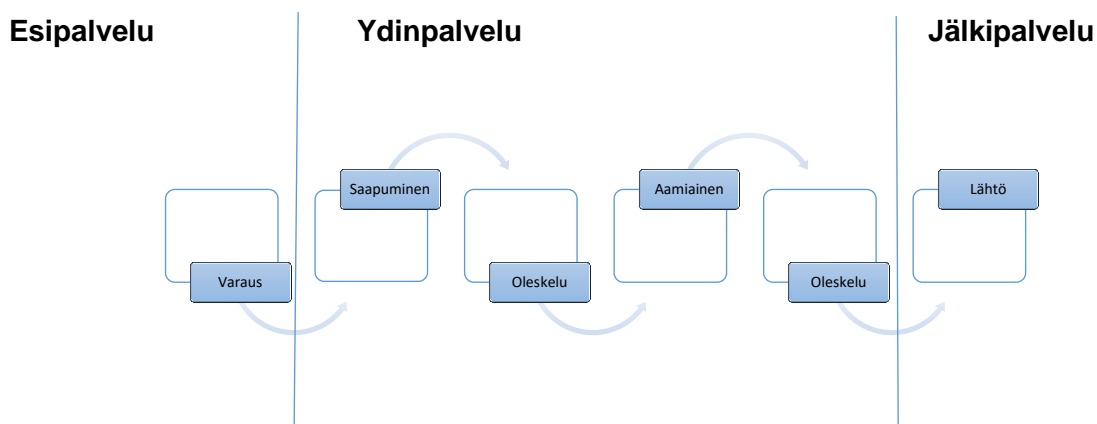 Esipalvelu
Ydinpalvelu
Jälkipalvelu
Varaus
Saapuminen
Oleskelu
Aamiainen
Oleskelu
Lähtö